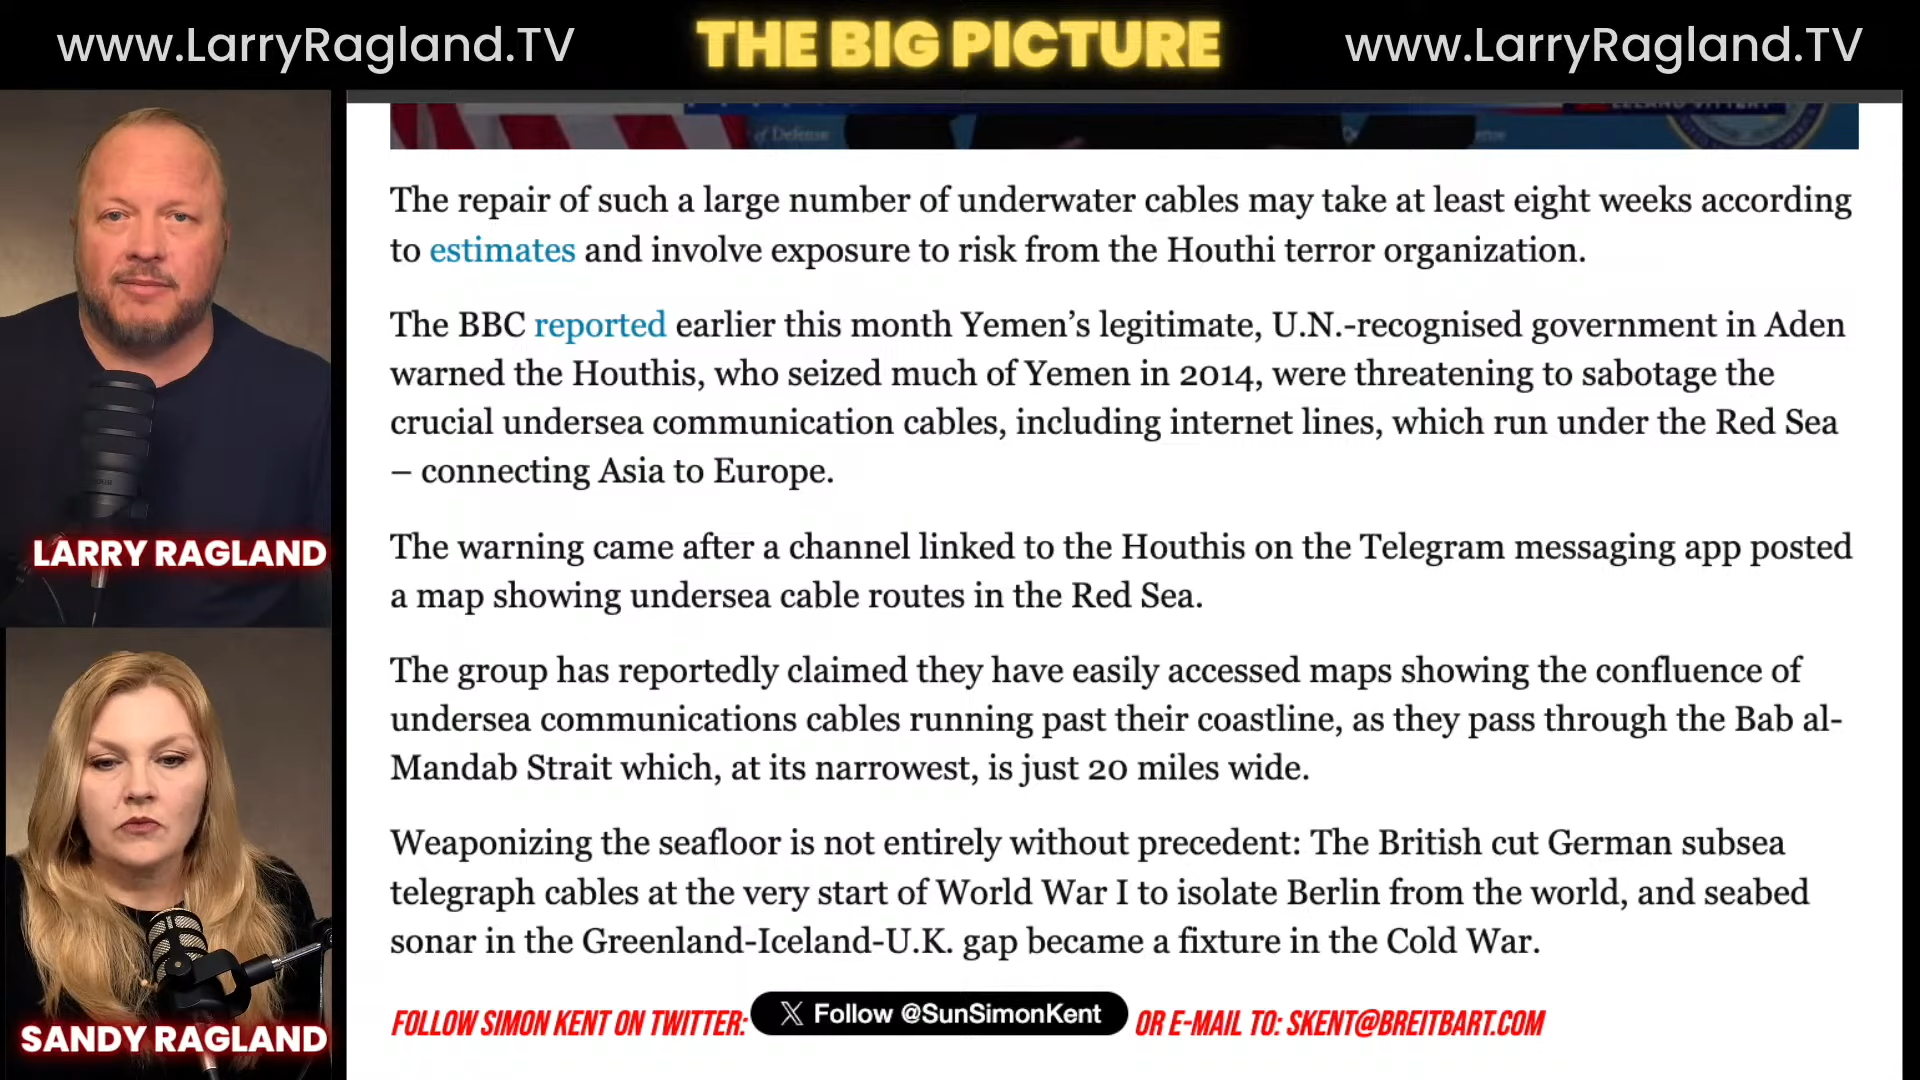 www.LarryRagland.TV
THE BIG PICTURE
www.LarryRagland.TV
of Defense
LELAND VITTERT
The repair of such a large number of underwater cables may take at least eight weeks according
to estimates and involve exposure to risk from the Houthi terror organization.
The BBC reported earlier this month Yemen’s legitimate, U.N.-recognised government in Aden
warned the Houthis, who seized much of Yemen in 2014, were threatening to sabotage the
crucial undersea communication cables, including internet lines, which run under the Red Sea
– connecting Asia to Europe.
The warning came after a channel linked to the Houthis on the Telegram messaging app posted
a map showing undersea cable routes in the Red Sea.
The group has reportedly claimed they have easily accessed maps showing the confluence of
undersea communications cables running past their coastline, as they pass through the Bab al-
Mandab Strait which, at its narrowest, is just 20 miles wide.
Weaponizing the seafloor is not entirely without precedent: The British cut German subsea
telegraph cables at the very start of World War I to isolate Berlin from the world, and seabed
sonar in the Greenland-Iceland-U.K. gap became a fixture in the Cold War.
FOLLOW SIMON KENT ON TWITTER: X Follow @SunSimonKent OR E-MAIL TO: SKENT@BREITBART.COM
LARRY RAGLAND
SANDY RAGLAND